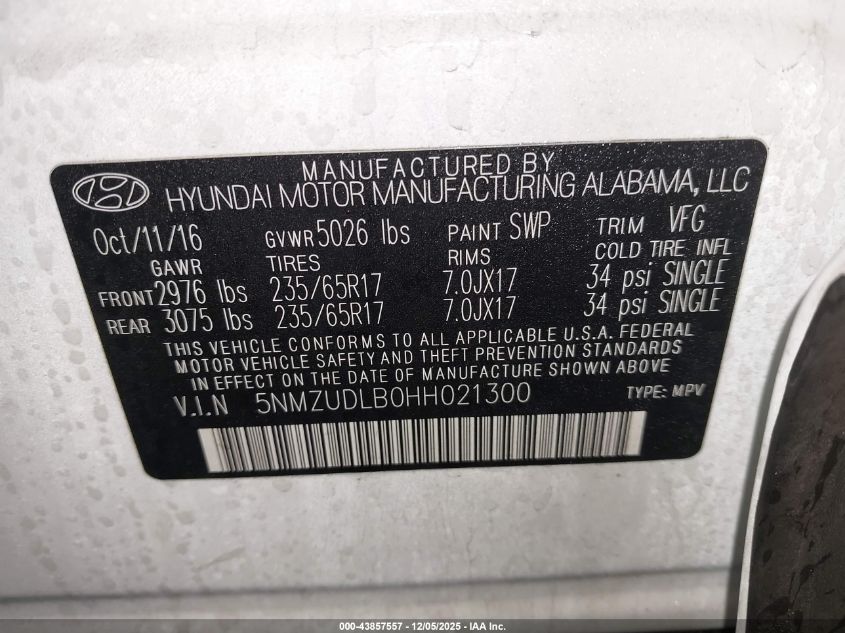 MANUFACTURED BY
HYUNDAI MOTOR MANUFACTURING ALABAMA, LLC
Oct/11/16 GVWR 5026 lbs PAINT SWP TRIM VFG
GAWR TIRES RIMS COLD TIRE INFL
FRONT 2976 lbs 235/65R17 7.0JX17 34 psi SINGLE
REAR 3075 lbs 235/65R17 7.0JX17 34 psi SINGLE
THIS VEHICLE CONFORMS TO ALL APPLICABLE U.S.A. FEDERAL
MOTOR VEHICLE SAFETY AND THEFT PREVENTION STANDARDS
IN EFFECT ON THE DATE OF MANUFACTURE SHOWN ABOVE
V.I.N 5NMZUDLB0HH021300 TYPE: MPV
000-43857557 - 12/05/2025 - IAA Inc.